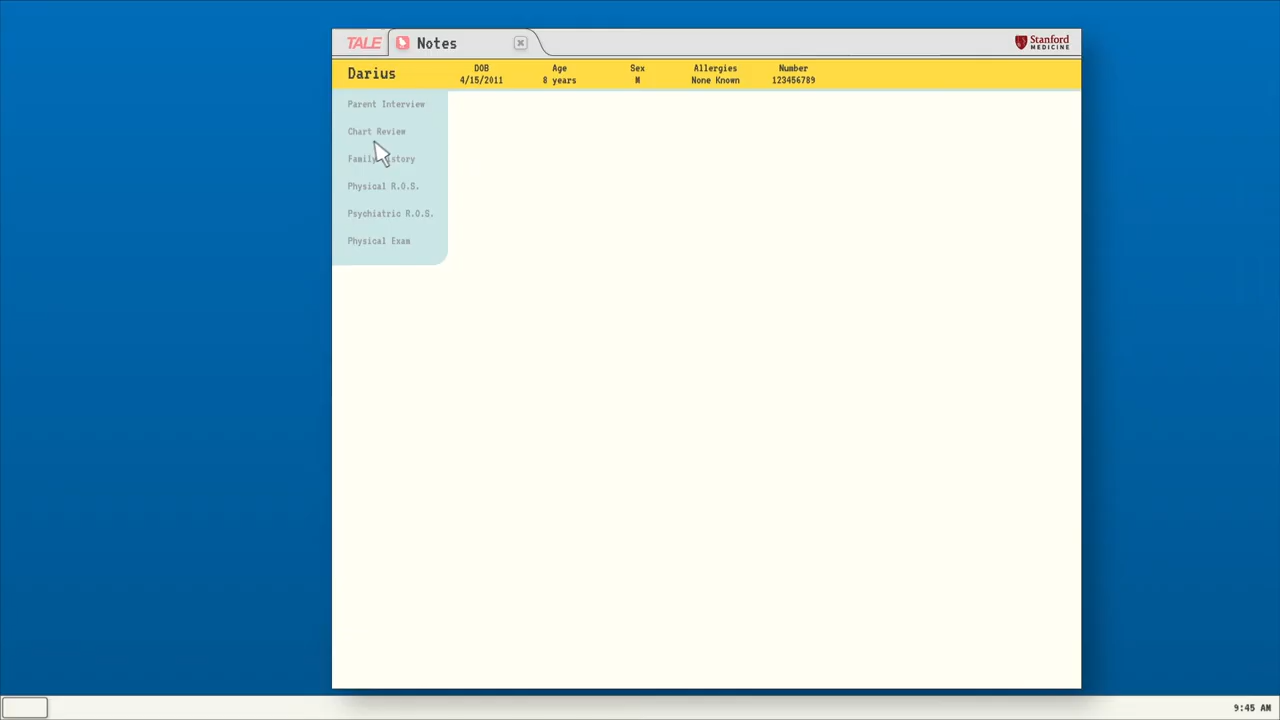 TALE Notes
Stanford
MEDICINE
Darius
DOB
4/15/2011
Age
8 years
Sex
M
Allergies
None Known
Number
123456789
Parent Interview
Chart Review
Family
Physical R.O.S.
Psychiatric R.O.S.
Physical Exam
9:45 AM